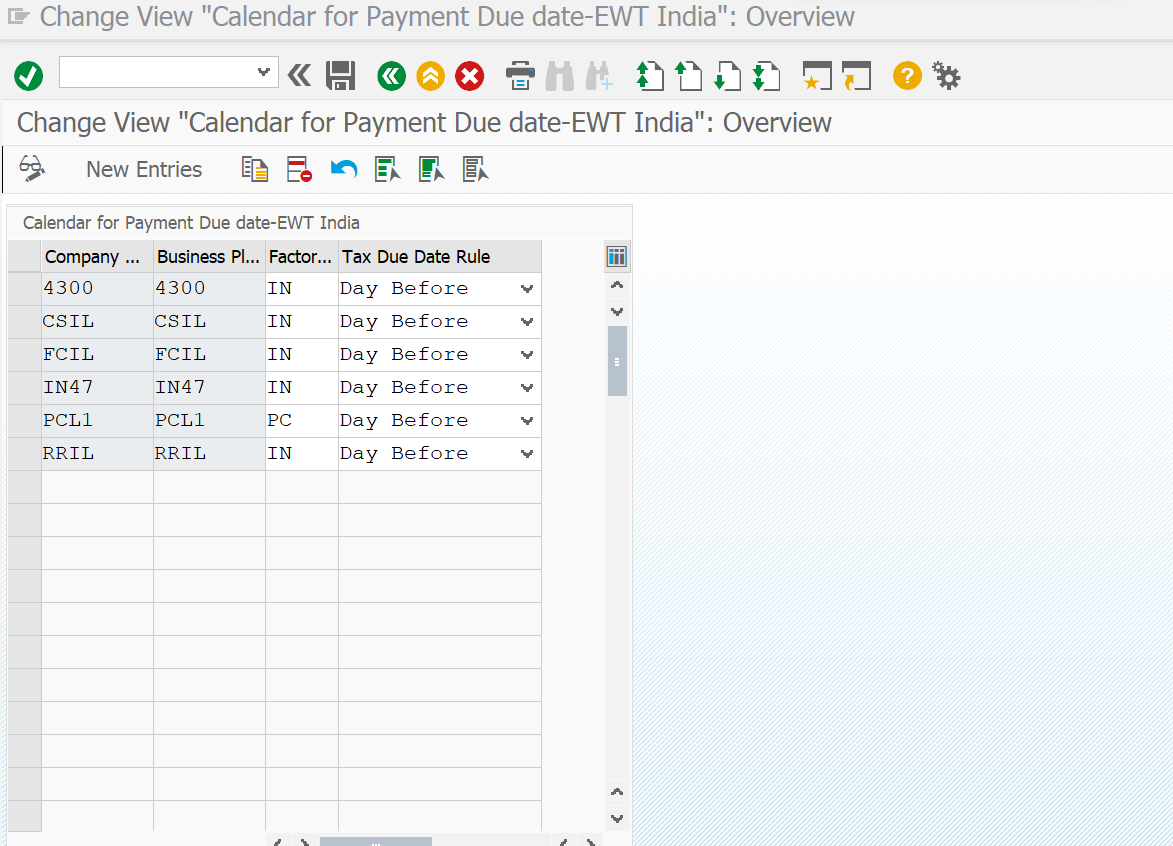 Change View "Calendar for Payment Due date-EWT India": Overview
Change View "Calendar for Payment Due date-EWT India": Overview
New Entries
Calendar for Payment Due date-EWT India
Company ... Business Pl... Factor... Tax Due Date Rule
4300 4300 IN Day Before
CSIL CSIL IN Day Before
FCIL FCIL IN Day Before
IN47 IN47 IN Day Before
PCL1 PCL1 PC Day Before
RRIL RRIL IN Day Before